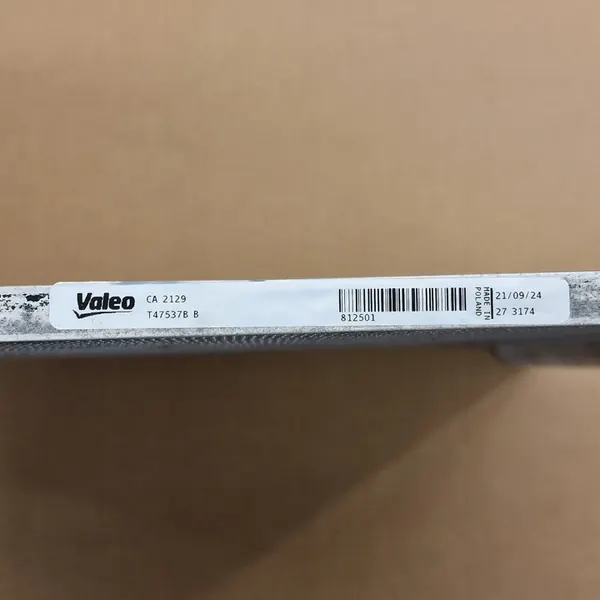 Valeo
CA 2129
T47537B B
812501
MADE IN
POLAND
21/09/24
27 3174